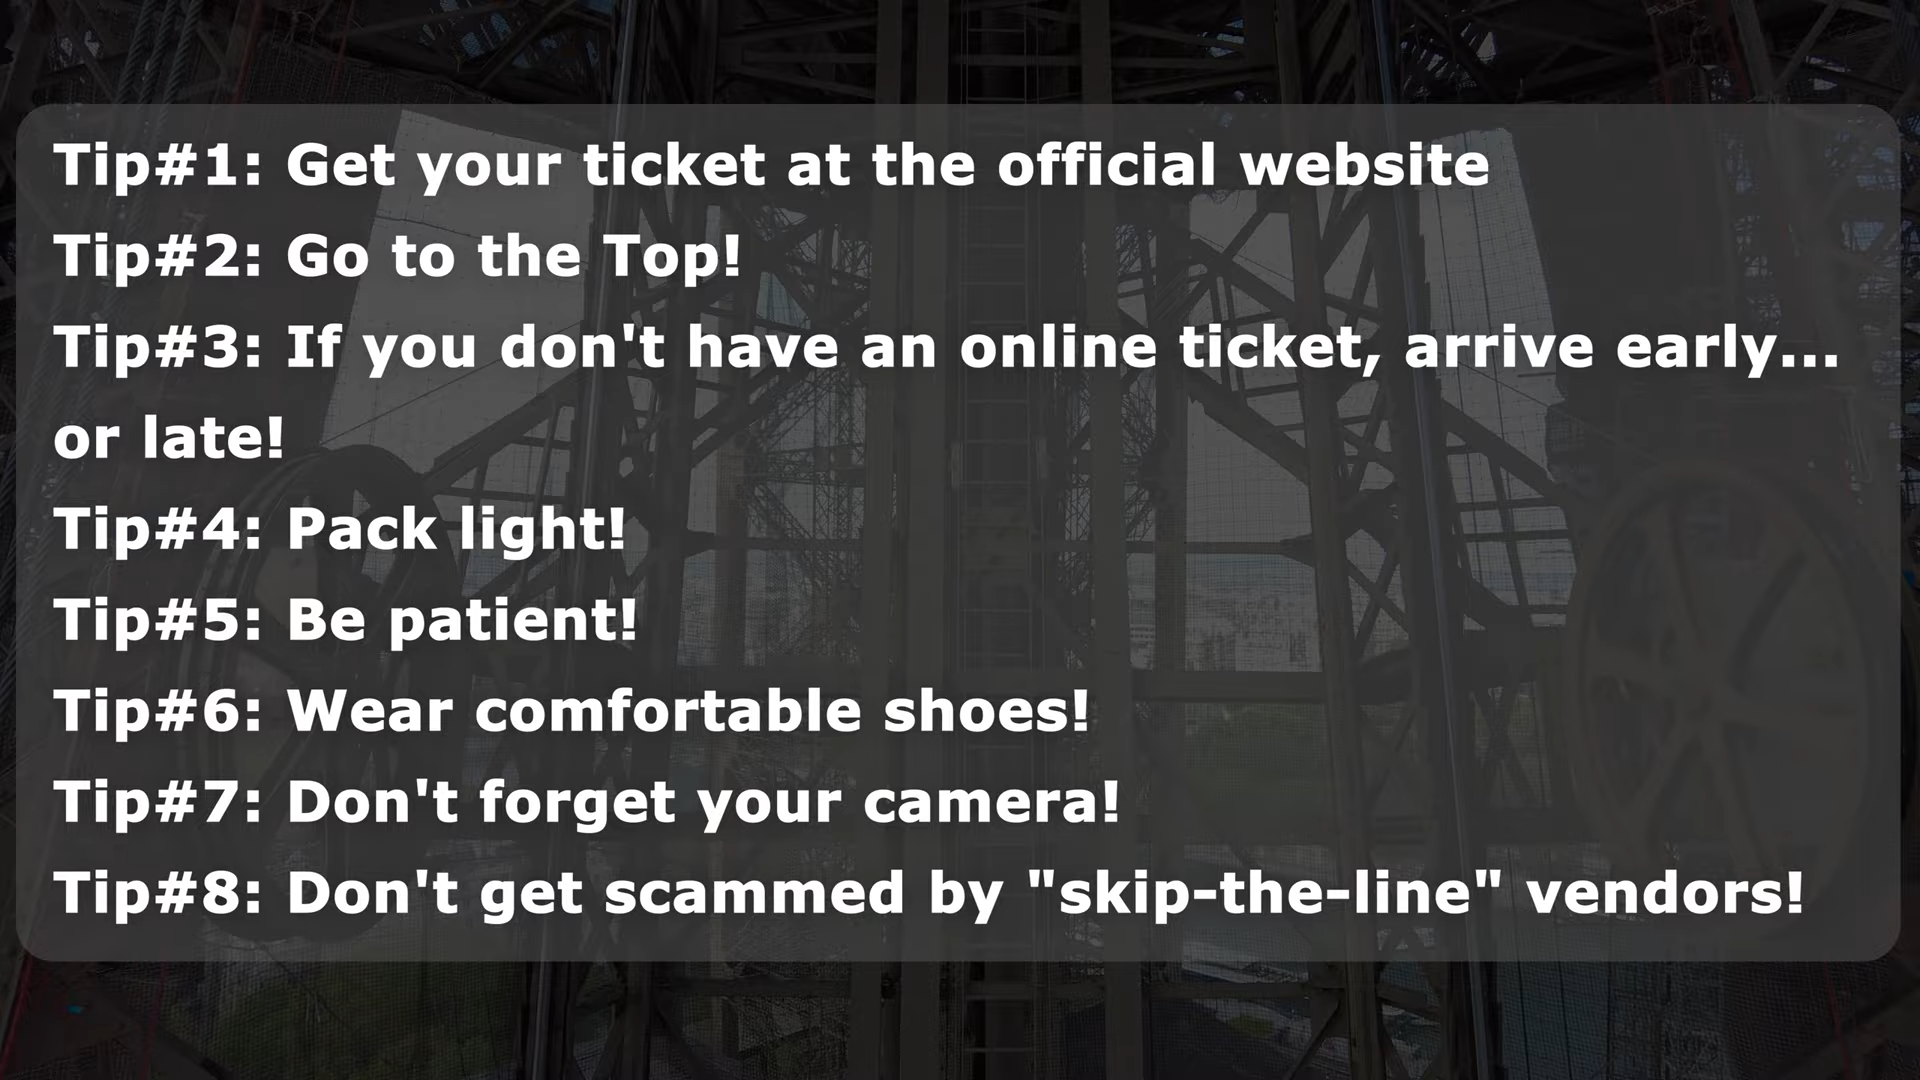 Tip#1: Get your ticket at the official website
Tip#2: Go to the Top!
Tip#3: If you don't have an online ticket, arrive early...
or late!
Tip#4: Pack light!
Tip#5: Be patient!
Tip#6: Wear comfortable shoes!
Tip#7: Don't forget your camera!
Tip#8: Don't get scammed by "skip-the-line" vendors!